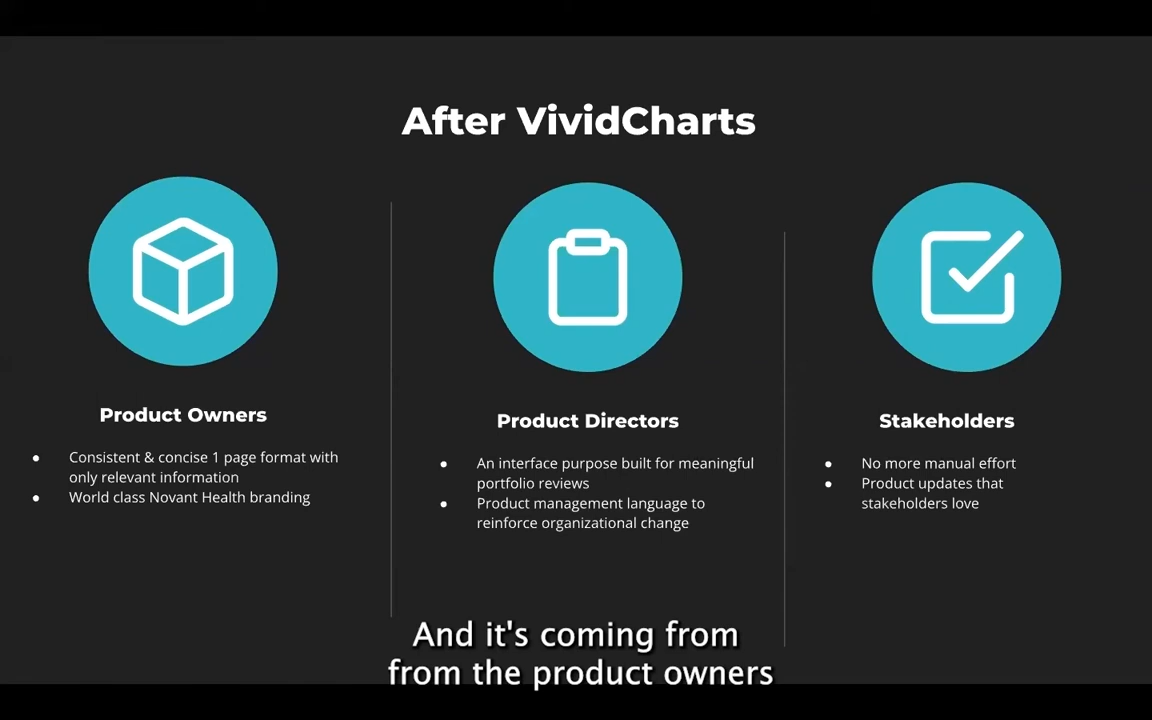 After VividCharts
Product Owners
● Consistent & concise 1 page format with
only relevant information
● World class Novant Health branding
Product Directors
● An interface purpose built for meaningful
portfolio reviews
● Product management language to
reinforce organizational change
Stakeholders
● No more manual effort
● Product updates that
stakeholders love
And it's coming from
from the product owners